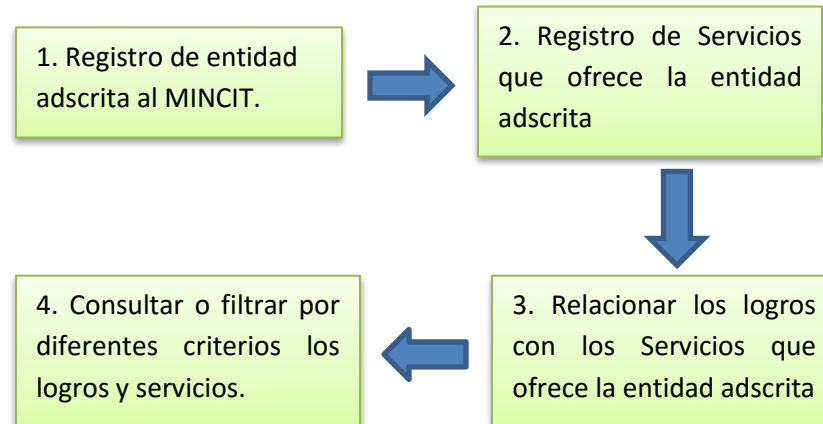 1. Registro de entidad
adscrita al MINCIT.
2. Registro de Servicios
que ofrece la entidad
adscrita
3. Relacionar los logros
con los Servicios que
ofrece la entidad adscrita
4. Consultar o filtrar por
diferentes criterios los
logros y servicios.